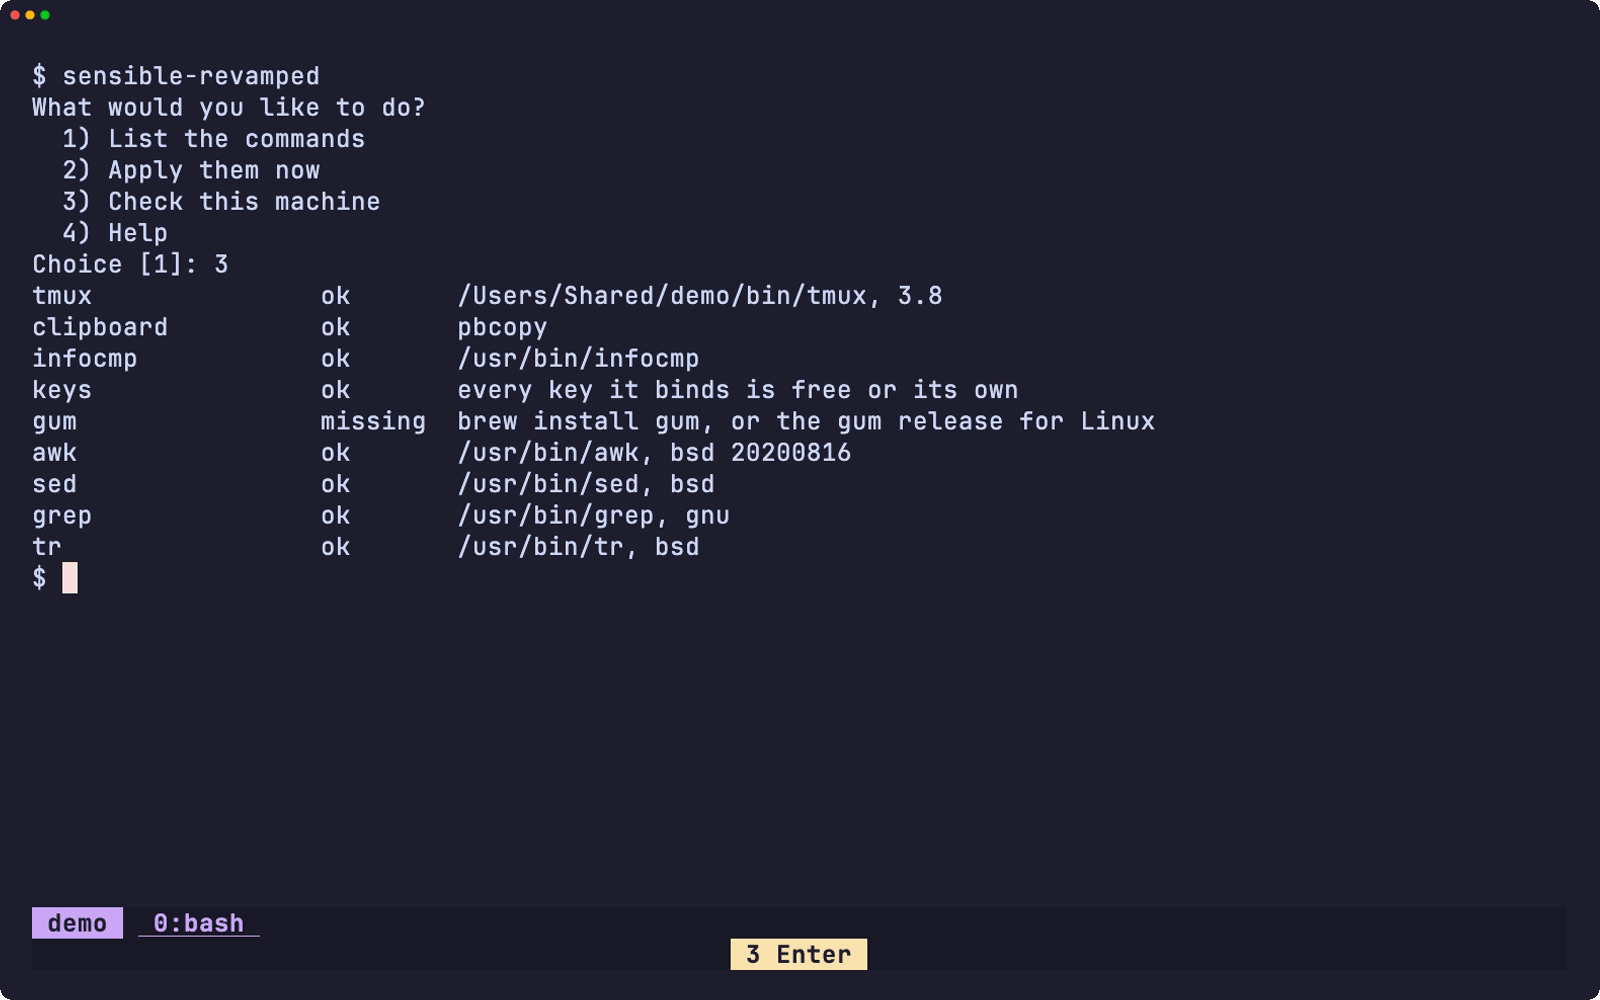 $ sensible-revamped
What would you like to do?
  1) List the commands
  2) Apply them now
  3) Check this machine
  4) Help
Choice [1]: 3
tmux               ok       /Users/Shared/demo/bin/tmux, 3.8
clipboard          ok       pbcopy
infocmp            ok       /usr/bin/infocmp
keys               ok       every key it binds is free or its own
gum                missing  brew install gum, or the gum release for Linux
awk                ok       /usr/bin/awk, bsd 20200816
sed                ok       /usr/bin/sed, bsd
grep               ok       /usr/bin/grep, gnu
tr                 ok       /usr/bin/tr, bsd
$
demo 0:bash
3 Enter